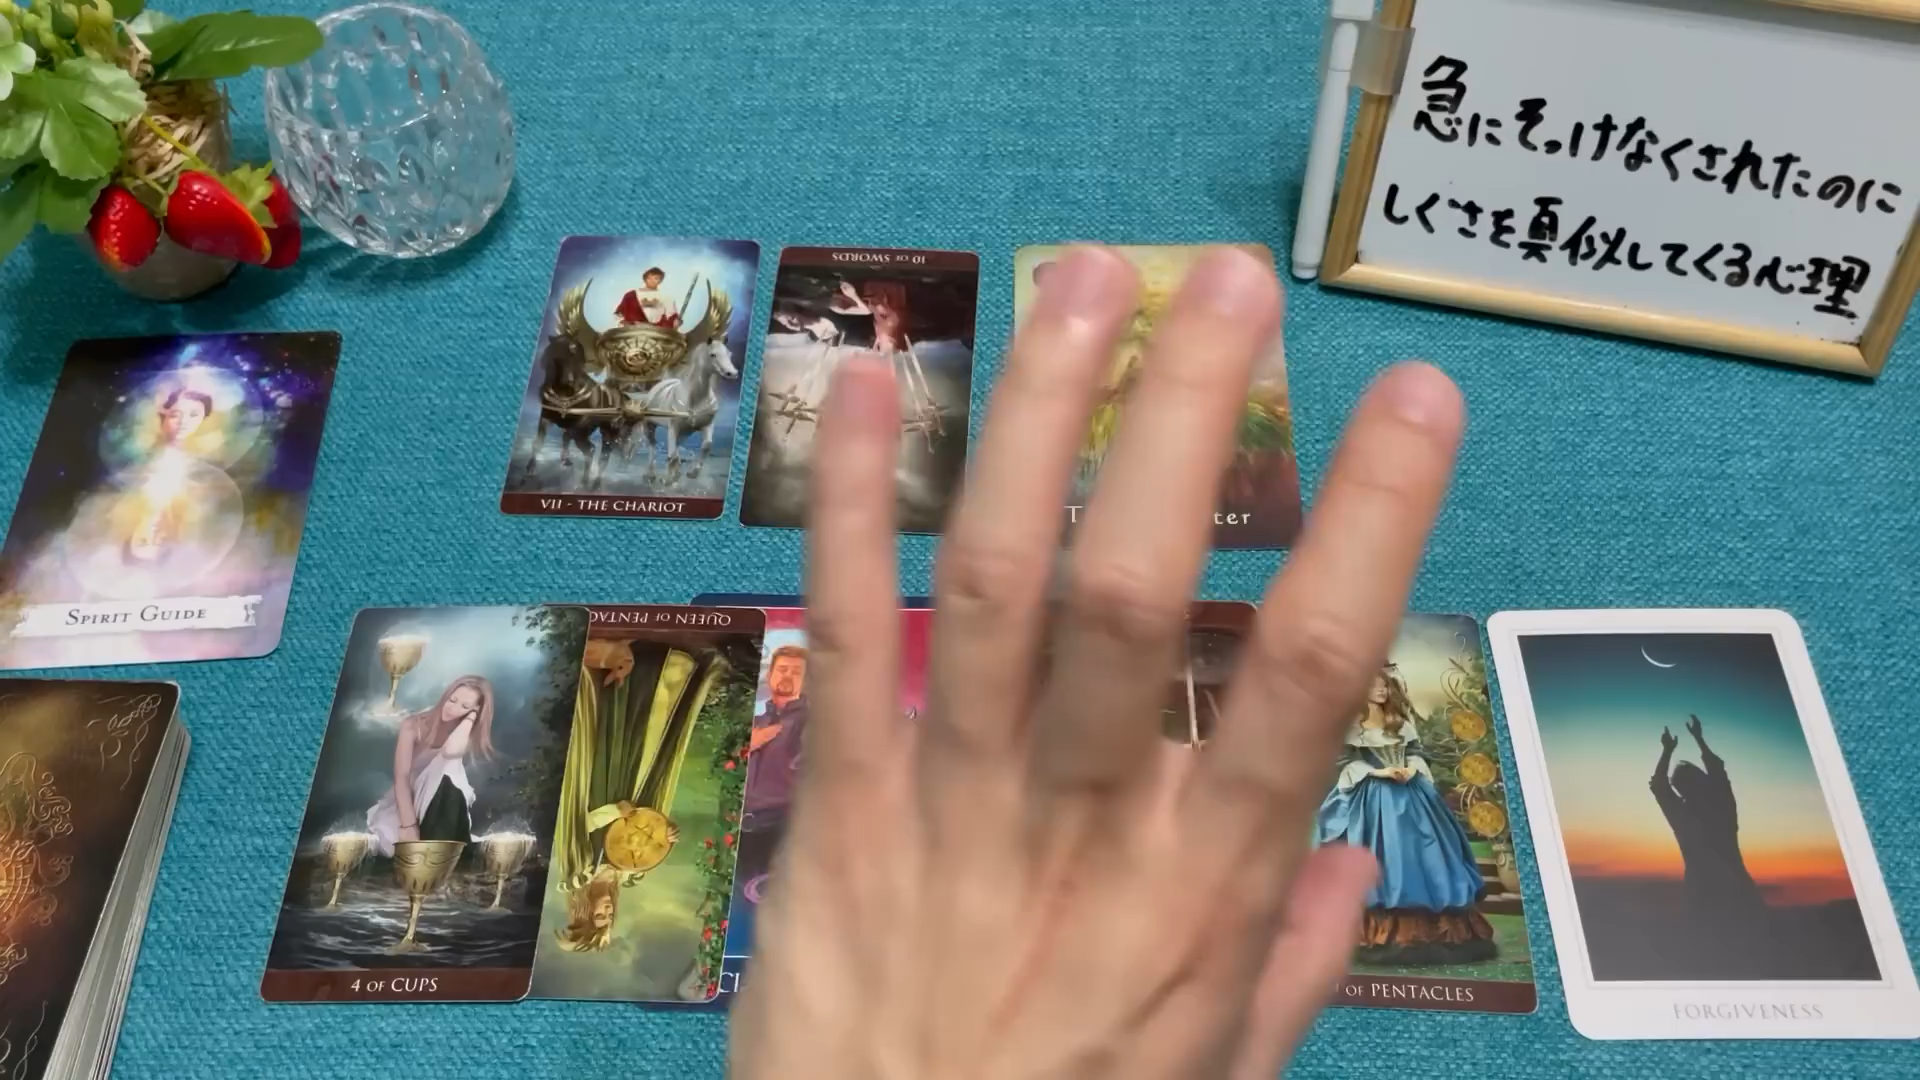 急にそっけなくされたのに
しぐさを真似してくる心理
10 OF SWORDS
VII - THE CHARIOT
SPIRIT GUIDE
QUEEN OF
4 OF CUPS
OF PENTACLES
FORGIVENESS